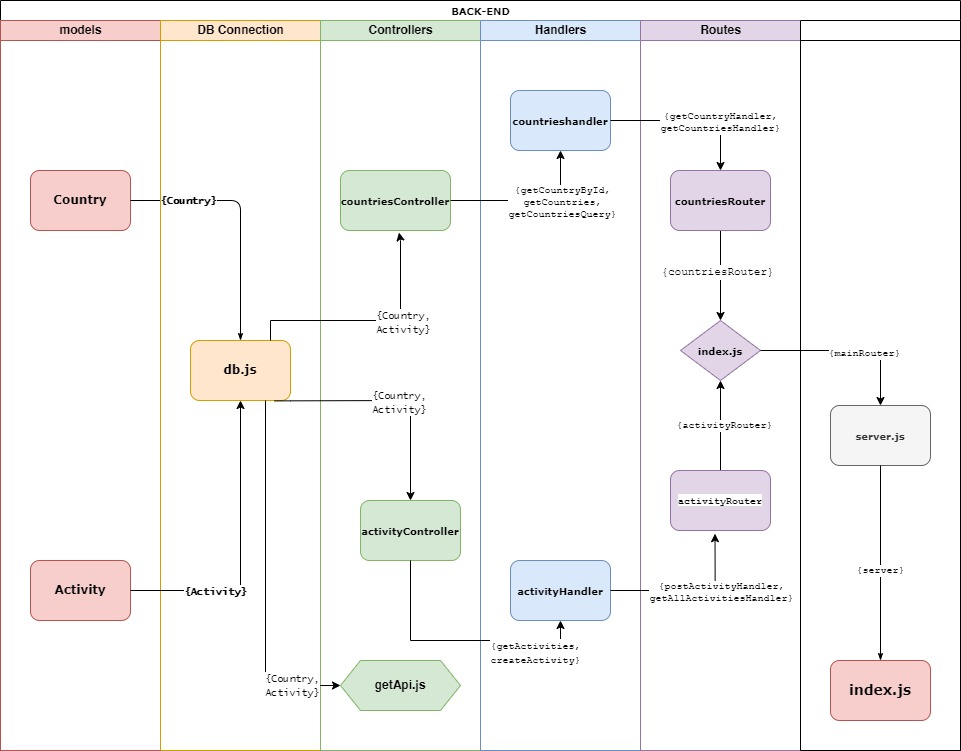 BACK-END
models
DB Connection
Controllers
Handlers
Routes
countrieshandler
{getCountryHandler,
getCountriesHandler}
Country
{Country}
countriesController
{getCountryById,
getCountries,
getCountriesQuery}
countriesRouter
{countriesRouter}
{Country,
Activity}
db.js
index.js
{mainRouter}
{Country,
Activity}
{activityRouter}
server.js
activityController
activityRouter
Activity
{Activity}
activityHandler
{postActivityHandler,
getAllActivitiesHandler}
{server}
{getActivities,
createActivity}
{Country,
Activity}
getApi.js
index.js